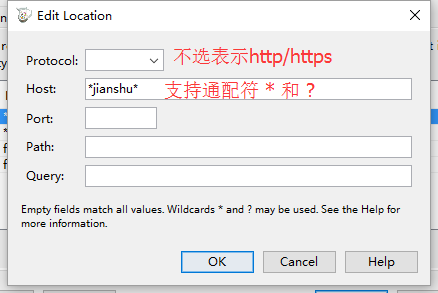 Edit Location
Protocol: 不选表示http/https
Host: *jianshu* 支持通配符 * 和 ?
Port:
Path:
Query:
Empty fields match all values. Wildcards * and ? may be used. See the Help for
more information.
OK Cancel Help